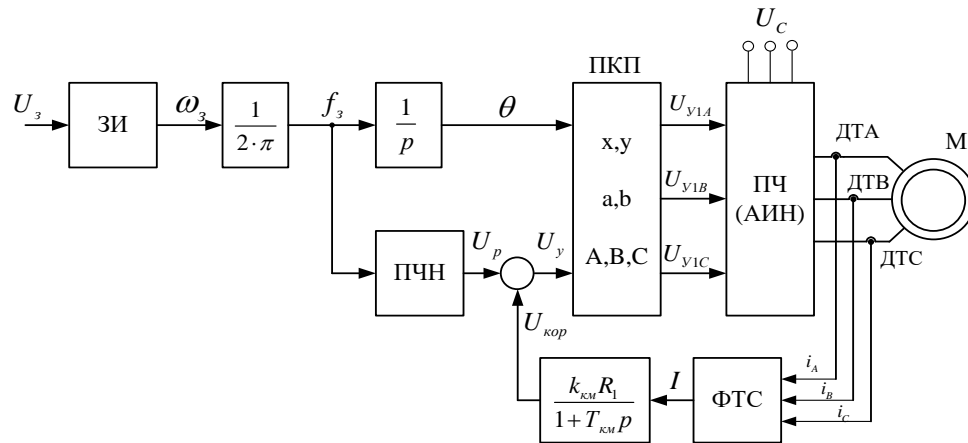 U_C
ПКП
U_з
ЗИ
ω_з
1
2·π
f_з
1
p
θ
x,y
a,b
A,B,C
U_У1A
U_У1B
U_У1C
ПЧ
(АИН)
ДТА
ДТВ
ДТС
М
ПЧН
U_p
U_y
U_кор
k_км R_1
1+T_км p
I
ФТС
i_A
i_B
i_C